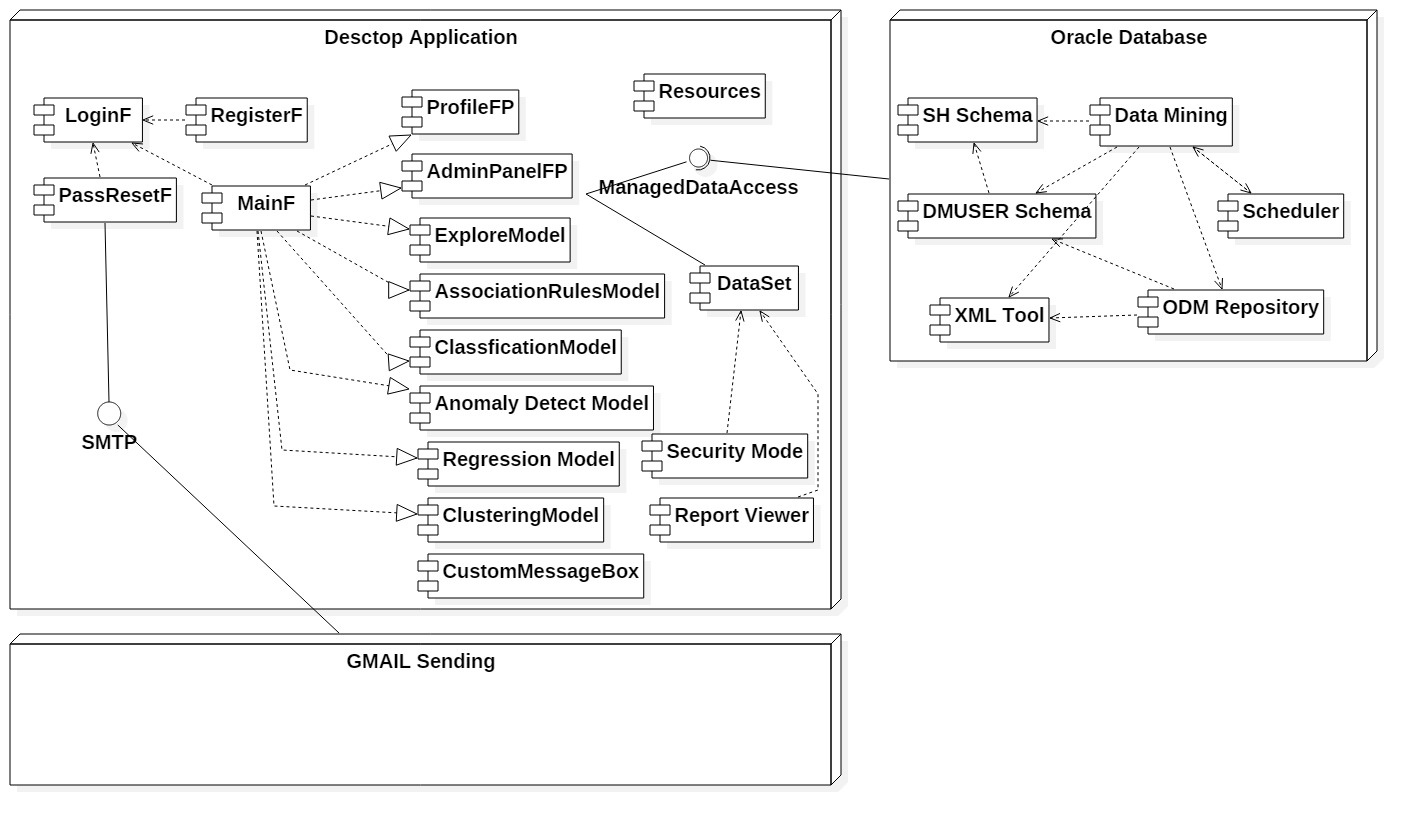 Desctop Application
Oracle Database
Resources
ProfileFP
LoginF
RegisterF
SH Schema
Data Mining
AdminPanelFP
ManagedDataAccess
PassResetF
MainF
DMUSER Schema
Scheduler
ExploreModel
DataSet
AssociationRulesModel
XML Tool
ODM Repository
ClassficationModel
Anomaly Detect Model
SMTP
Security Mode
Regression Model
ClusteringModel
Report Viewer
CustomMessageBox
GMAIL Sending